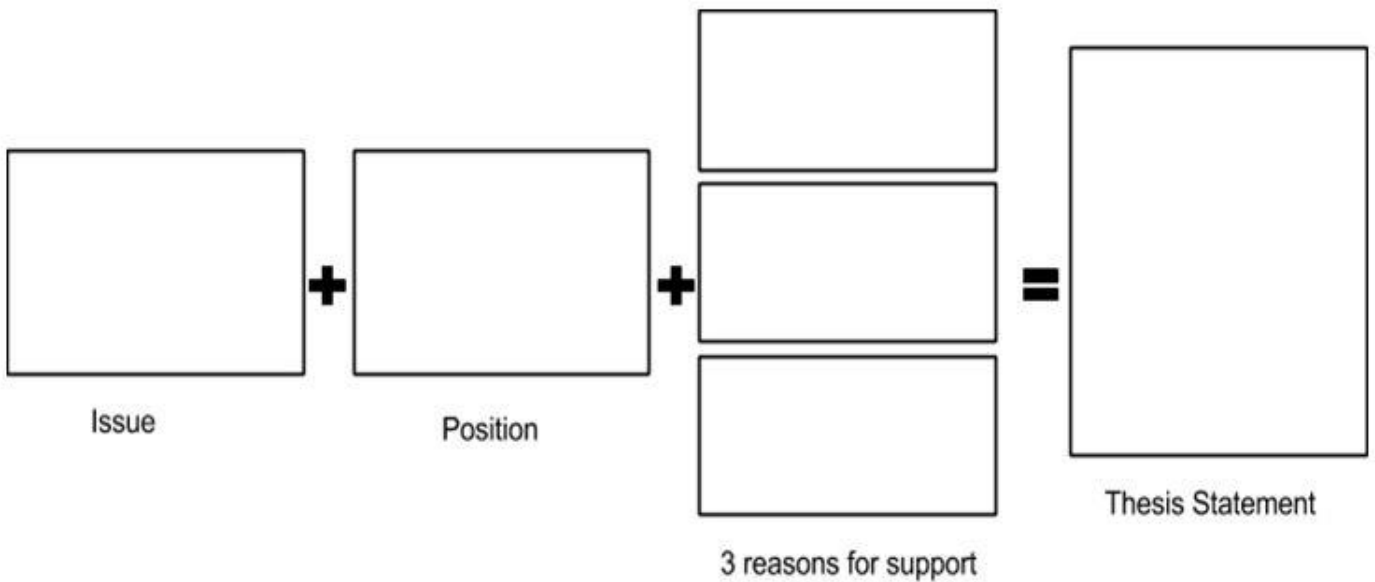 Issue
Position
3 reasons for support
Thesis Statement